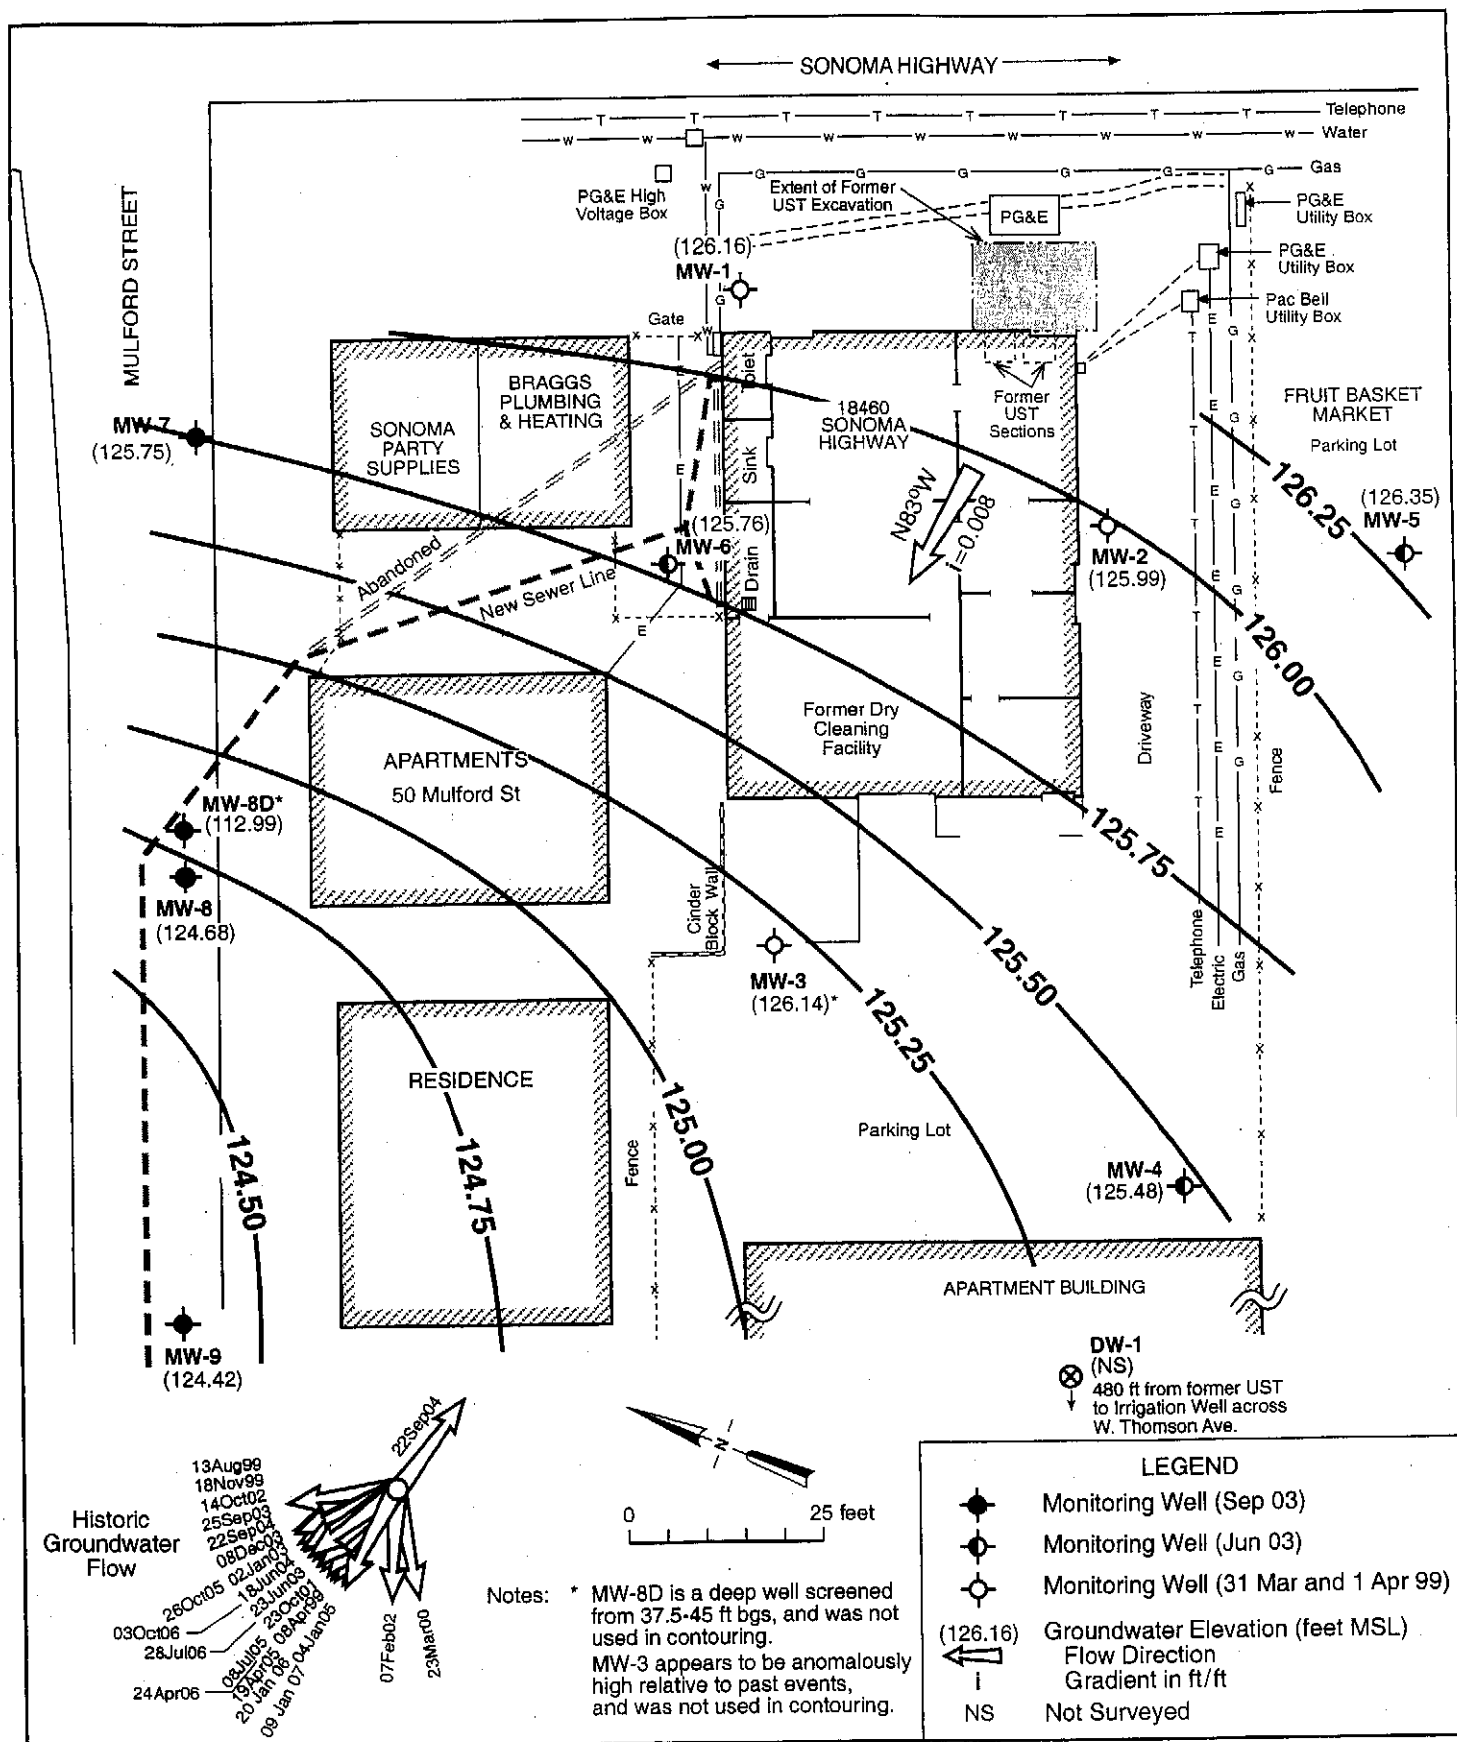 SONOMA HIGHWAY
T T T T T T T T Telephone
W W W W W W W W W Water
G G G G G G Gas
MULFORD STREET
PG&E High
Voltage Box
W
G
Extent of Former
UST Excavation
PG&E
PG&E
Utility Box
PG&E
Utility Box
Pac Bell
Utility Box
(126.16)
MW-1
Gate
BRAGGS
PLUMBING
& HEATING
SONOMA
PARTY
SUPPLIES
Toilet
Sink
Drain
18460
SONOMA
HIGHWAY
Former
UST
Sections
FRUIT BASKET
MARKET
Parking Lot
MW-7
(125.75)
126.25
(126.35)
MW-5
N83°W
i=0.008
(125.76)
MW-6
MW-2
(125.99)
Abandoned
New Sewer Line
126.00
APARTMENTS
50 Mulford St
Former Dry
Cleaning
Facility
Driveway
Fence
MW-8D*
(112.99)
MW-8
(124.68)
125.75
Cinder
Block Wall
Telephone
Electric
Gas
MW-3
(126.14)*
125.50
125.25
RESIDENCE
125.00
124.75
124.50
Fence
Parking Lot
MW-4
(125.48)
APARTMENT BUILDING
MW-9
(124.42)
DW-1
(NS)
480 ft from former UST
to Irrigation Well across
W. Thomson Ave.
Historic
Groundwater
Flow
22Sep04
13Aug99
18Nov99
14Oct02
25Sep03
22Sep04
08Dec03
02Jan03
26Oct05
18Jun04
03Oct06
23Jun03
28Jul06
23Oct01
08Apr99
04Jan05
08Jul05
19Apr05
24Apr06
20 Jan 06
09 Jan 07
07Feb02
23Mar00
N
0 25 feet
Notes: * MW-8D is a deep well screened
from 37.5-45 ft bgs, and was not
used in contouring.
MW-3 appears to be anomalously
high relative to past events,
and was not used in contouring.
LEGEND
Monitoring Well (Sep 03)
Monitoring Well (Jun 03)
Monitoring Well (31 Mar and 1 Apr 99)
(126.16) Groundwater Elevation (feet MSL)
Flow Direction
i Gradient in ft/ft
NS Not Surveyed